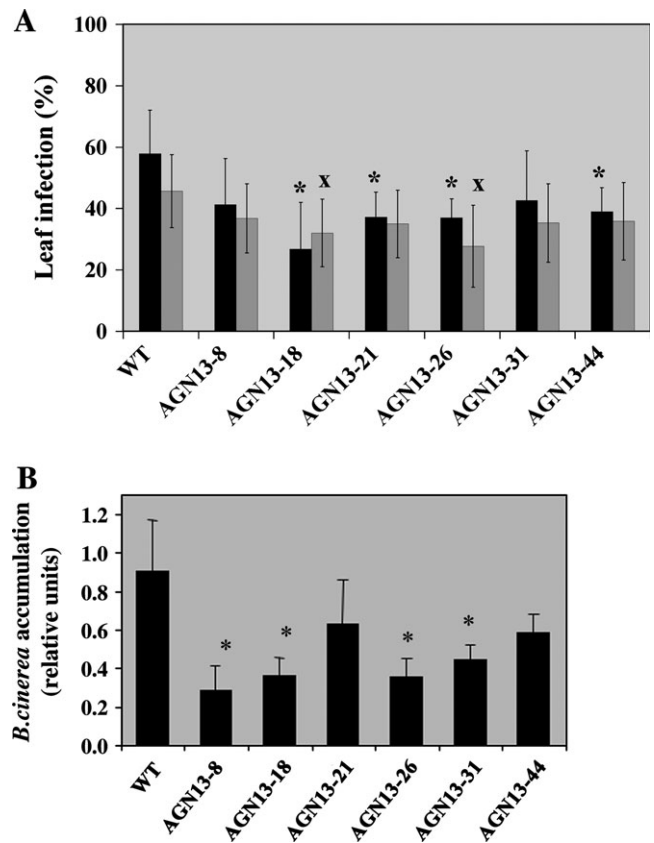 A
Leaf infection (%)
100
80
60
40
20
0
* x * * x *
WT
AGN13-8
AGN13-18
AGN13-21
AGN13-26
AGN13-31
AGN13-44
B
B.cinerea accumulation
(relative units)
1.2
1.0
0.8
0.6
0.4
0.2
0.0
* * * *
WT
AGN13-8
AGN13-18
AGN13-21
AGN13-26
AGN13-31
AGN13-44